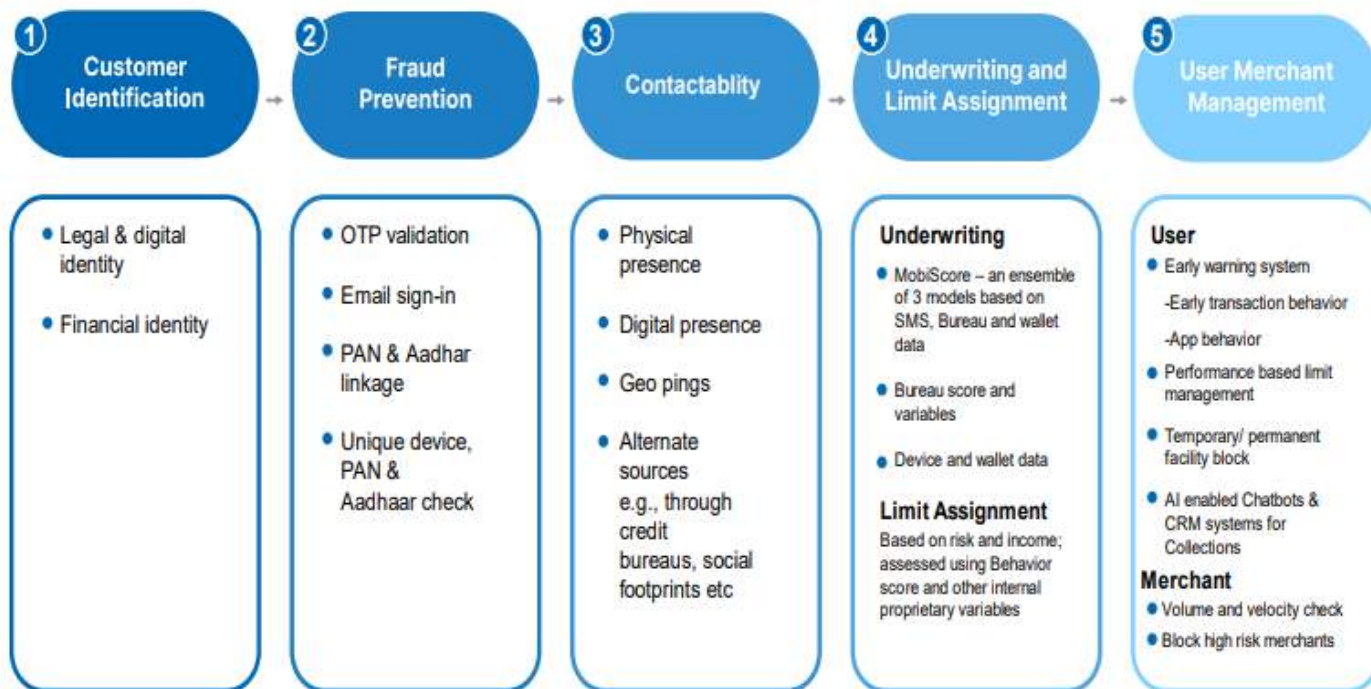 1
Customer
Identification
2
Fraud
Prevention
3
Contactablity
4
Underwriting and
Limit Assignment
5
User Merchant
Management
• Legal & digital
identity
• Financial identity
• OTP validation
• Email sign-in
• PAN & Aadhar
linkage
• Unique device,
PAN &
Aadhaar check
• Physical
presence
• Digital presence
• Geo pings
• Alternate
sources
e.g., through
credit
bureaus, social
footprints etc
Underwriting
• MobiScore – an ensemble
of 3 models based on
SMS, Bureau and wallet
data
• Bureau score and
variables
• Device and wallet data
Limit Assignment
Based on risk and income;
assessed using Behavior
score and other internal
proprietary variables
User
• Early warning system
-Early transaction behavior
-App behavior
• Performance based limit
management
• Temporary/ permanent
facility block
• AI enabled Chatbots &
CRM systems for
Collections
Merchant
• Volume and velocity check
• Block high risk merchants